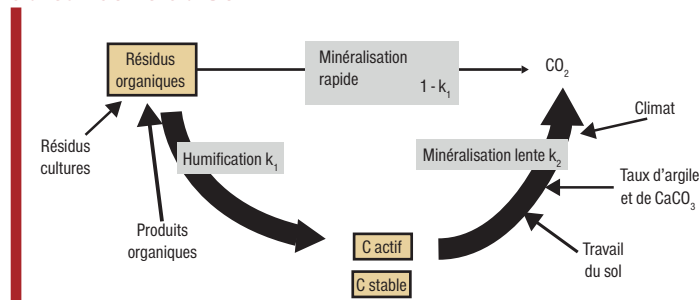 Résidus
organiques
Minéralisation
rapide
1 - k₁
CO₂
Climat
Résidus
cultures
Humification k₁
Minéralisation lente k₂
Taux d'argile
et de CaCO₃
Produits
organiques
Travail
du sol
C actif
C stable